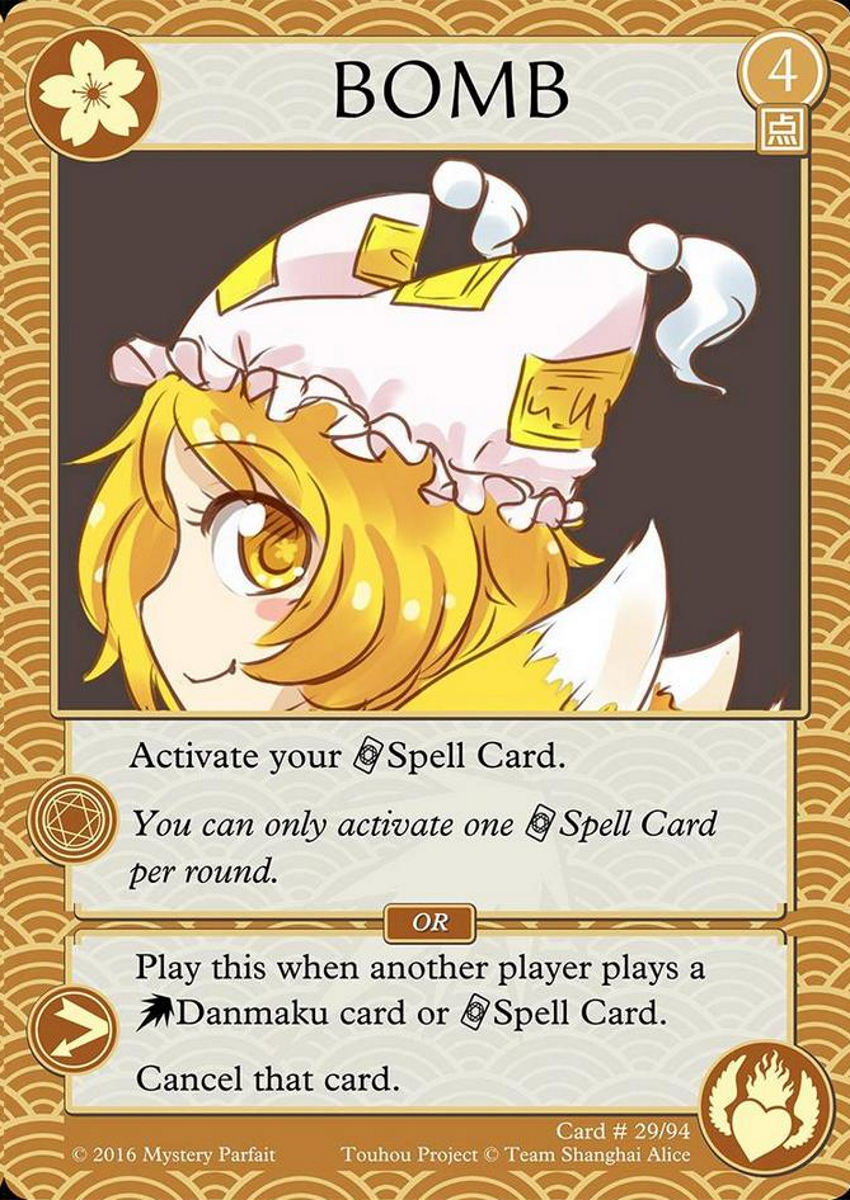 BOMB
4
点
Activate your Spell Card.
You can only activate one Spell Card
per round.
OR
Play this when another player plays a
Danmaku card or Spell Card.
Cancel that card.
Card # 29/94
© 2016 Mystery Parfait Touhou Project © Team Shanghai Alice